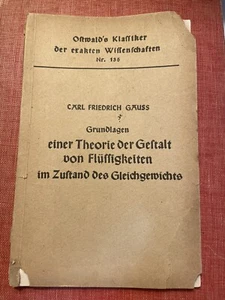 Ostwald's Klassiker
der exakten Wissenschaften
Nr. 135
CARL FRIEDRICH GAUSS
Grundlagen
einer Theorie der Gestalt
von Flüssigkeiten
im Zustand des Gleichgewichts